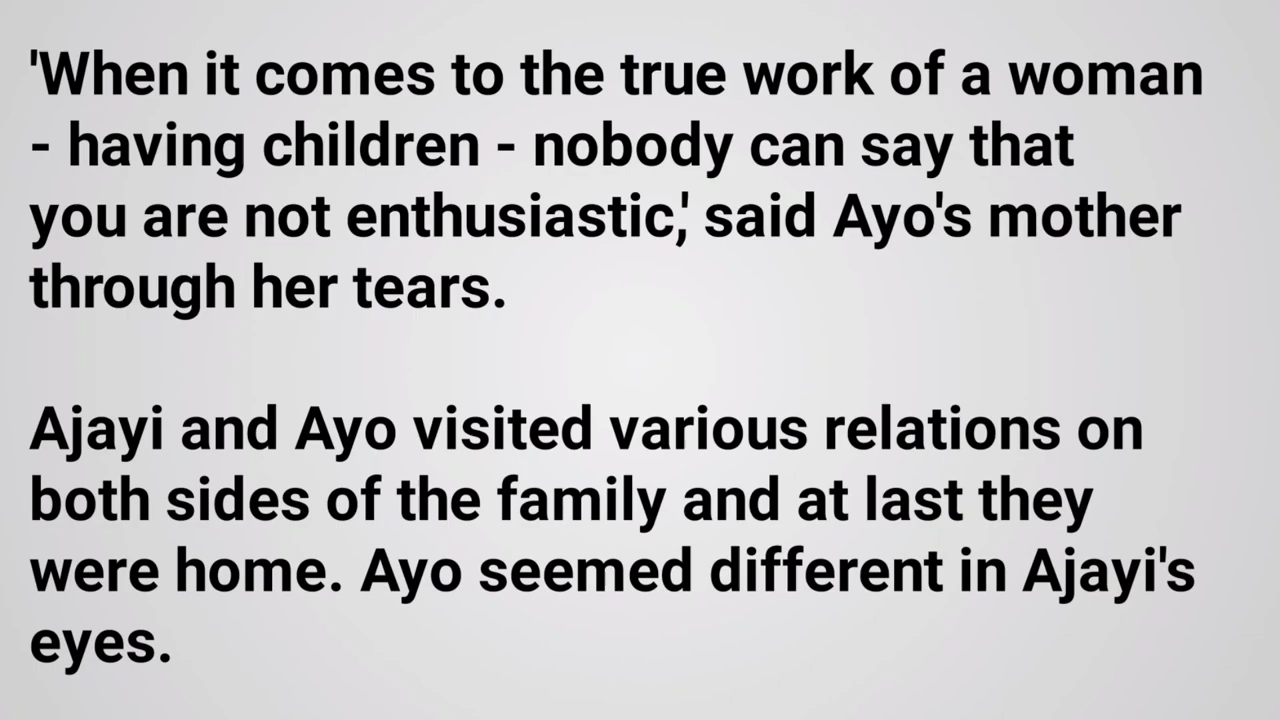 'When it comes to the true work of a woman
- having children - nobody can say that
you are not enthusiastic,' said Ayo's mother
through her tears.
Ajayi and Ayo visited various relations on
both sides of the family and at last they
were home. Ayo seemed different in Ajayi's
eyes.